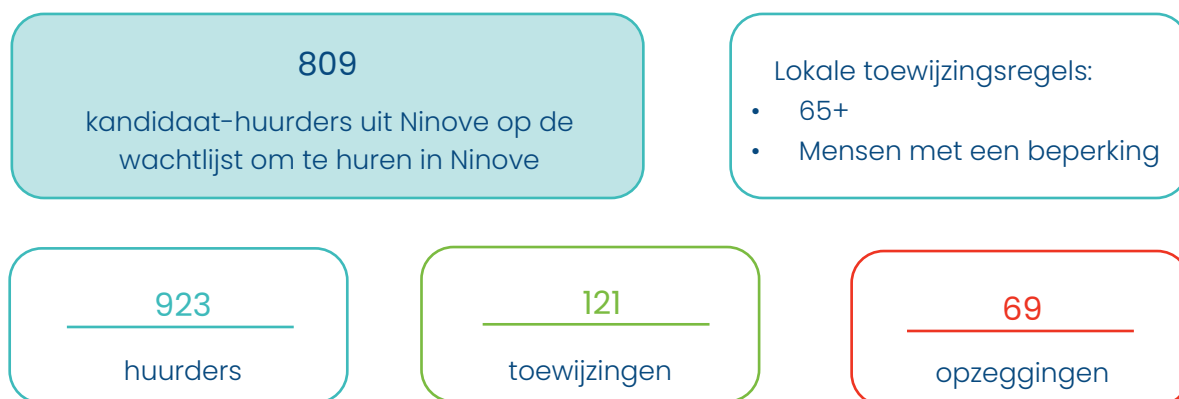 809
kandidaat-huurders uit Ninove op de
wachtlijst om te huren in Ninove
Lokale toewijzingsregels:
• 65+
• Mensen met een beperking
923
huurders
121
toewijzingen
69
opzeggingen